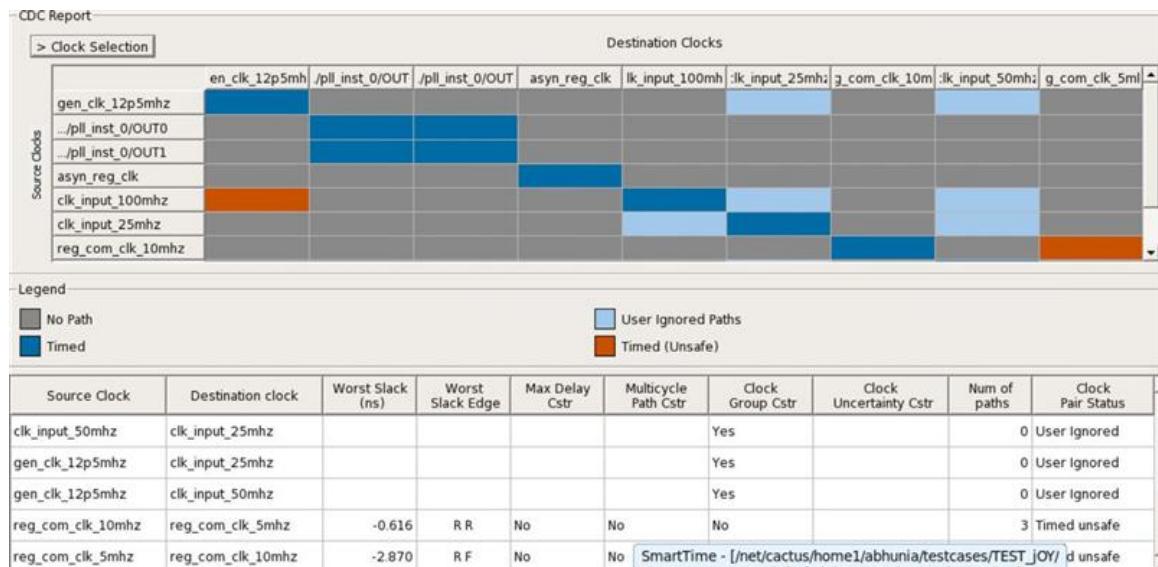 CDC Report
> Clock Selection
Destination Clocks
en_clk_12p5mh ./pll_inst_0/OUT ./pll_inst_0/OUT asyn_reg_clk lk_input_100mh :lk_input_25mhz g_com_clk_10m :lk_input_50mhz g_com_clk_5ml
Source Clocks
gen_clk_12p5mhz
.../pll_inst_0/OUT0
.../pll_inst_0/OUT1
asyn_reg_clk
clk_input_100mhz
clk_input_25mhz
reg_com_clk_10mhz
Legend
No Path User Ignored Paths
Timed Timed (Unsafe)
Source Clock Destination clock Worst Slack (ns) Worst Slack Edge Max Delay Cstr Multicycle Path Cstr Clock Group Cstr Clock Uncertainty Cstr Num of paths Clock Pair Status
clk_input_50mhz clk_input_25mhz Yes 0 User Ignored
gen_clk_12p5mhz clk_input_25mhz Yes 0 User Ignored
gen_clk_12p5mhz clk_input_50mhz Yes 0 User Ignored
reg_com_clk_10mhz reg_com_clk_5mhz -0.616 R R No No No 3 Timed unsafe
reg_com_clk_5mhz reg_com_clk_10mhz -2.870 R F No No SmartTime - [/net/cactus/home1/abhunia/testcases/TEST_jOY/ d unsafe